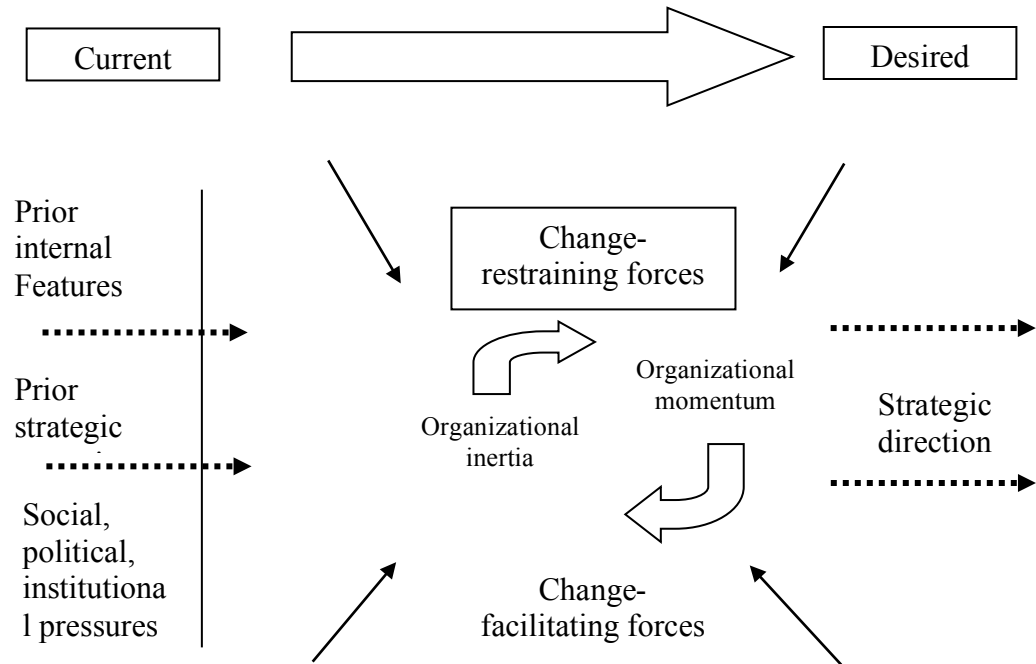 Current
Desired
Prior
internal
Features
Change-
restraining forces
Organizational
momentum
Organizational
inertia
Prior
strategic
Strategic
direction
Social,
political,
institutiona
l pressures
Change-
facilitating forces